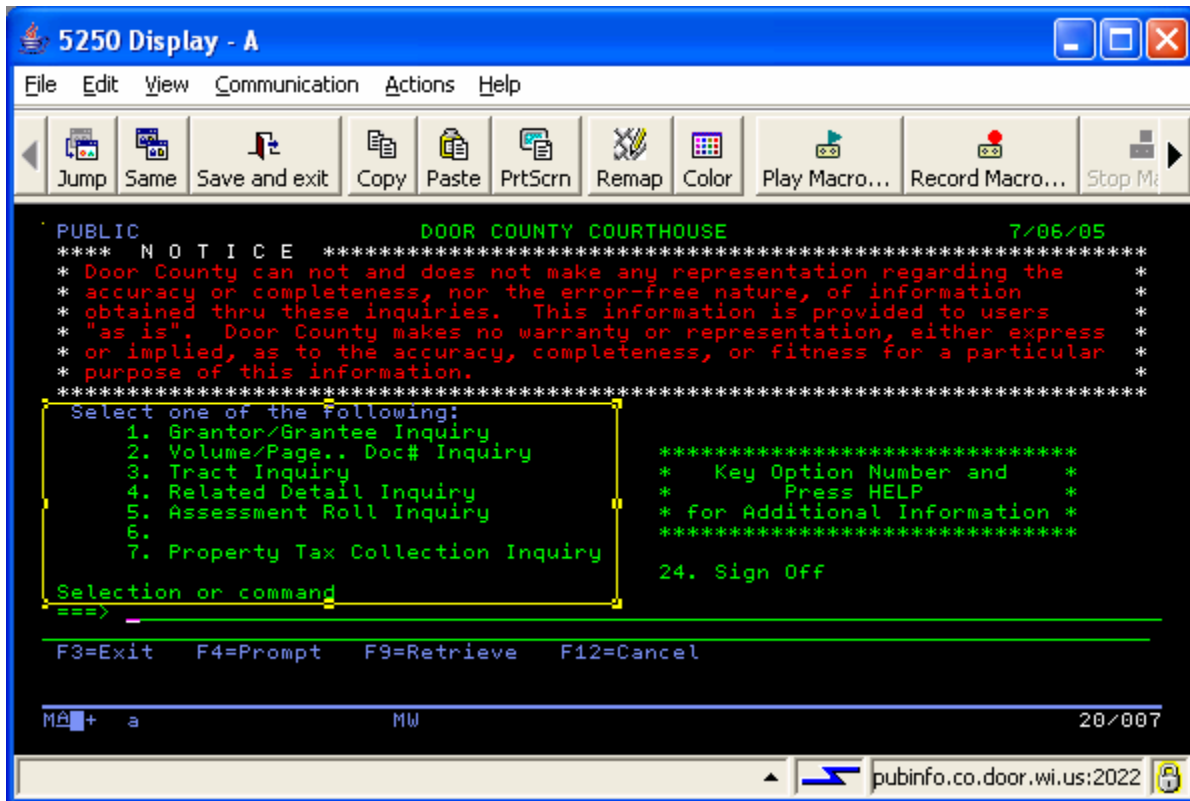 5250 Display - A
File Edit View Communication Actions Help
Jump Same Save and exit Copy Paste PrtScrn Remap Color Play Macro... Record Macro... Stop Ma
PUBLIC DOOR COUNTY COURTHOUSE 7/06/05
**** N O T I C E ***********************************************************
* Door County can not and does not make any representation regarding the *
* accuracy or completeness, nor the error-free nature, of information *
* obtained thru these inquiries. This information is provided to users *
* "as is". Door County makes no warranty or representation, either express *
* or implied, as to the accuracy, completeness, or fitness for a particular *
* purpose of this information. *
******************************************************************************
Select one of the following:
1. Grantor/Grantee Inquiry
2. Volume/Page.. Doc# Inquiry ******************************
3. Tract Inquiry * Key Option Number and *
4. Related Detail Inquiry * Press HELP *
5. Assessment Roll Inquiry * for Additional Information *
6. ******************************
7. Property Tax Collection Inquiry
24. Sign Off
Selection or command
===>
F3=Exit F4=Prompt F9=Retrieve F12=Cancel
MA + a MW 20/007
pubinfo.co.door.wi.us:2022